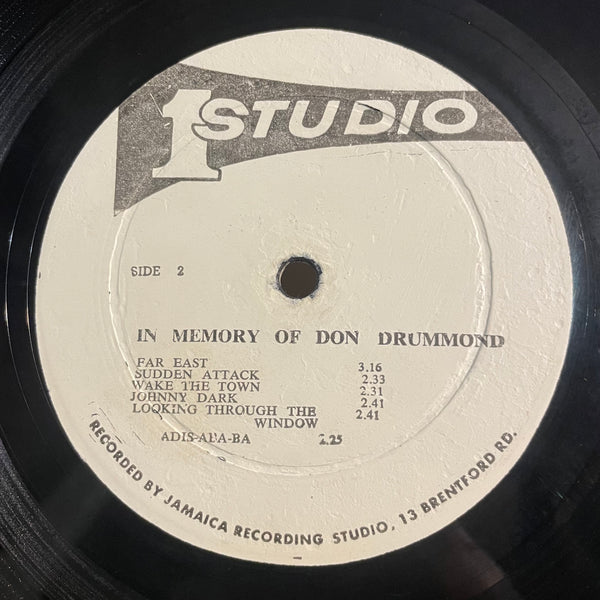 1 STUDIO
SIDE 2
IN MEMORY OF DON DRUMMOND
FAR EAST 3.16
SUDDEN ATTACK 2.33
WAKE THE TOWN 2.31
JOHNNY DARK 2.41
LOOKING THROUGH THE 2.41
WINDOW
ADIS-ABA-BA 2.25
RECORDED BY JAMAICA RECORDING STUDIO, 13 BRENTFORD RD.